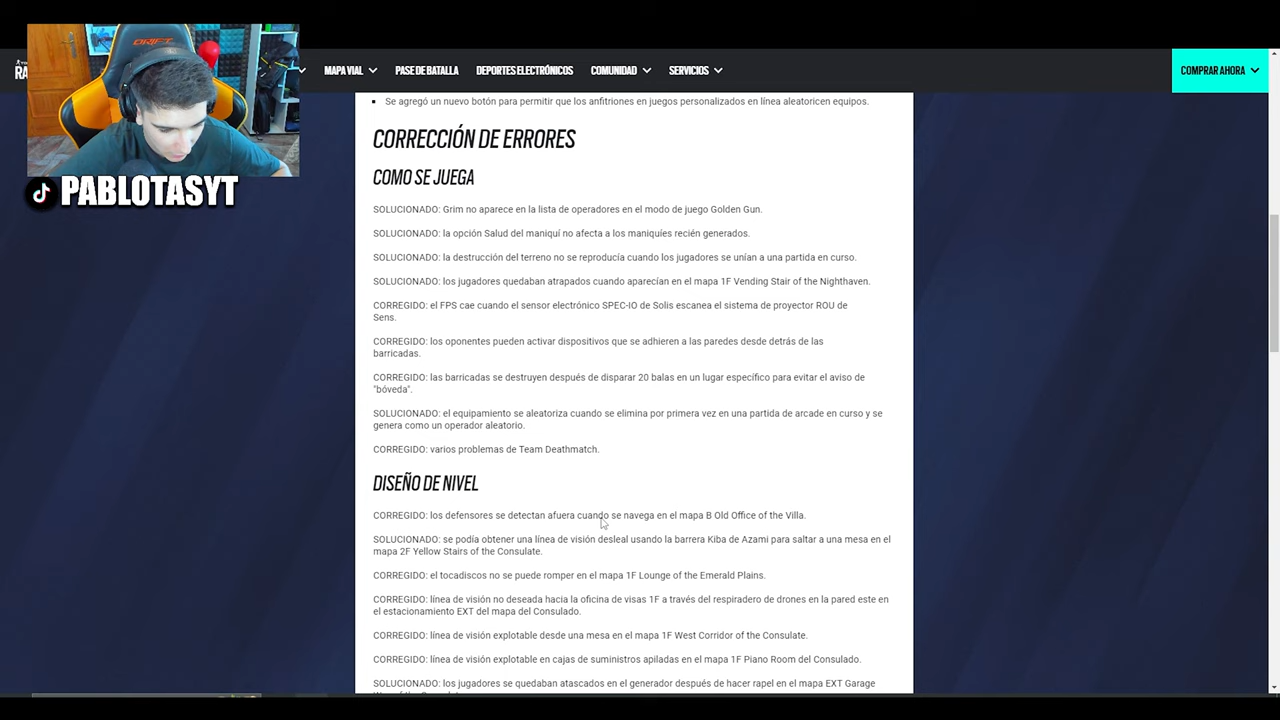 DRIFT
RA
MAPA VIAL
PASE DE BATALLA
DEPORTES ELECTRÓNICOS
COMUNIDAD
SERVICIOS
COMPRAR AHORA
PABLOTASYT
Se agregó un nuevo botón para permitir que los anfitriones en juegos personalizados en línea aleatoricen equipos.
CORRECCIÓN DE ERRORES
COMO SE JUEGA
SOLUCIONADO: Grim no aparece en la lista de operadores en el modo de juego Golden Gun.
SOLUCIONADO: la opción Salud del maniquí no afecta a los maniquíes recién generados.
SOLUCIONADO: la destrucción del terreno no se reproducía cuando los jugadores se unían a una partida en curso.
SOLUCIONADO: los jugadores quedaban atrapados cuando aparecían en el mapa 1F Vending Stair of the Nighthaven.
CORREGIDO: el FPS cae cuando el sensor electrónico SPEC-IO de Solis escanea el sistema de proyector ROU de
Sens.
CORREGIDO: los oponentes pueden activar dispositivos que se adhieren a las paredes desde detrás de las
barricadas.
CORREGIDO: las barricadas se destruyen después de disparar 20 balas en un lugar específico para evitar el aviso de
"bóveda".
SOLUCIONADO: el equipamiento se aleatoriza cuando se elimina por primera vez en una partida de arcade en curso y se
genera como un operador aleatorio.
CORREGIDO: varios problemas de Team Deathmatch.
DISEÑO DE NIVEL
CORREGIDO: los defensores se detectan afuera cuando se navega en el mapa B Old Office of the Villa.
SOLUCIONADO: se podía obtener una línea de visión desleal usando la barrera Kiba de Azami para saltar a una mesa en el
mapa 2F Yellow Stairs of the Consulate.
CORREGIDO: el tocadiscos no se puede romper en el mapa 1F Lounge of the Emerald Plains.
CORREGIDO: línea de visión no deseada hacia la oficina de visas 1F a través del respiradero de drones en la pared este en
el estacionamiento EXT del mapa del Consulado.
CORREGIDO: línea de visión explotable desde una mesa en el mapa 1F West Corridor of the Consulate.
CORREGIDO: línea de visión explotable en cajas de suministros apiladas en el mapa 1F Piano Room del Consulado.
SOLUCIONADO: los jugadores se quedaban atascados en el generador después de hacer rapel en el mapa EXT Garage